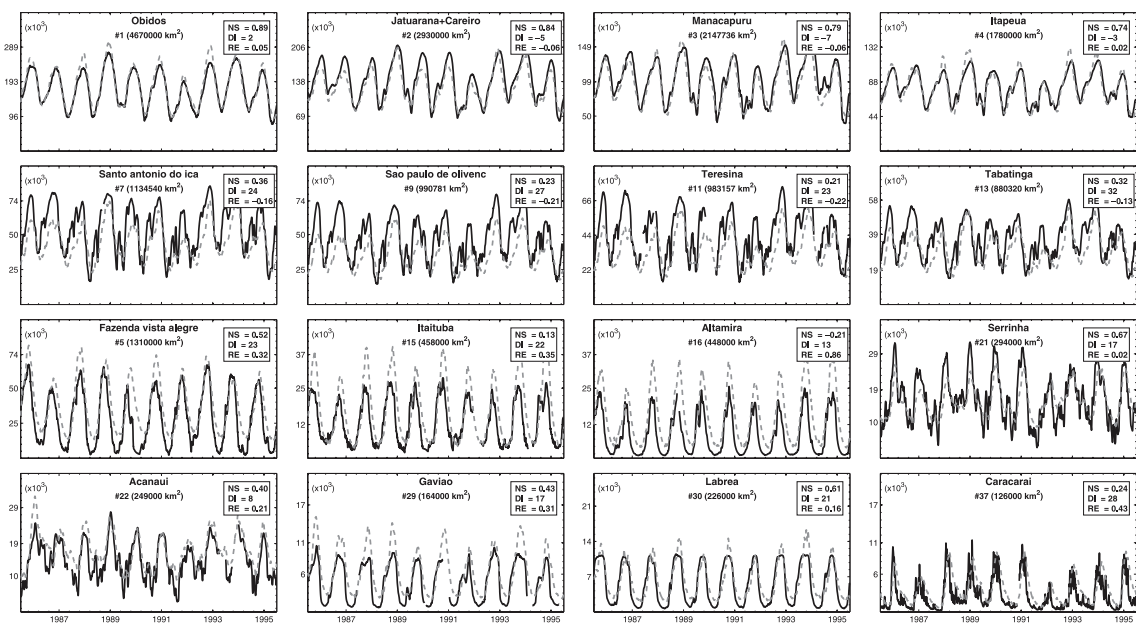 Obidos
#1 (4670000 km²)
(x10³)
NS = 0.89
DI = 2
RE = 0.05
289
193
96
Jatuarana+Careiro
#2 (2930000 km²)
(x10³)
NS = 0.84
DI = −5
RE = −0.06
206
138
69
Manacapuru
#3 (2147736 km²)
(x10³)
NS = 0.79
DI = −7
RE = −0.06
149
99
50
Itapeua
#4 (1780000 km²)
(x10³)
NS = 0.74
DI = −3
RE = 0.02
132
88
44
Santo antonio do ica
#7 (1134540 km²)
(x10³)
NS = 0.36
DI = 24
RE = −0.16
74
50
25
Sao paulo de olivenc
#9 (990781 km²)
(x10³)
NS = 0.23
DI = 27
RE = −0.21
74
50
25
Teresina
#11 (983157 km²)
(x10³)
NS = 0.21
DI = 23
RE = −0.22
66
44
22
Tabatinga
#13 (880320 km²)
(x10³)
NS = 0.32
DI = 32
RE = −0.13
58
39
19
Fazenda vista alegre
#5 (1310000 km²)
(x10³)
NS = 0.52
DI = 23
RE = 0.32
74
50
25
Itaituba
#15 (458000 km²)
(x10³)
NS = 0.13
DI = 22
RE = 0.35
37
25
12
Altamira
#16 (448000 km²)
(x10³)
NS = −0.21
DI = 13
RE = 0.86
37
25
12
Serrinha
#21 (294000 km²)
(x10³)
NS = 0.67
DI = 17
RE = 0.02
29
19
10
Acanaui
#22 (249000 km²)
(x10³)
NS = 0.40
DI = 8
RE = 0.21
29
19
10
1987 1989 1991 1993 1995
Gaviao
#29 (164000 km²)
(x10³)
NS = 0.43
DI = 17
RE = 0.31
17
11
6
1987 1989 1991 1993 1995
Labrea
#30 (226000 km²)
(x10³)
NS = 0.61
DI = 21
RE = 0.16
21
14
7
1987 1989 1991 1993 1995
Caracarai
#37 (126000 km²)
(x10³)
NS = 0.24
DI = 28
RE = 0.43
17
11
6
1987 1989 1991 1993 1995